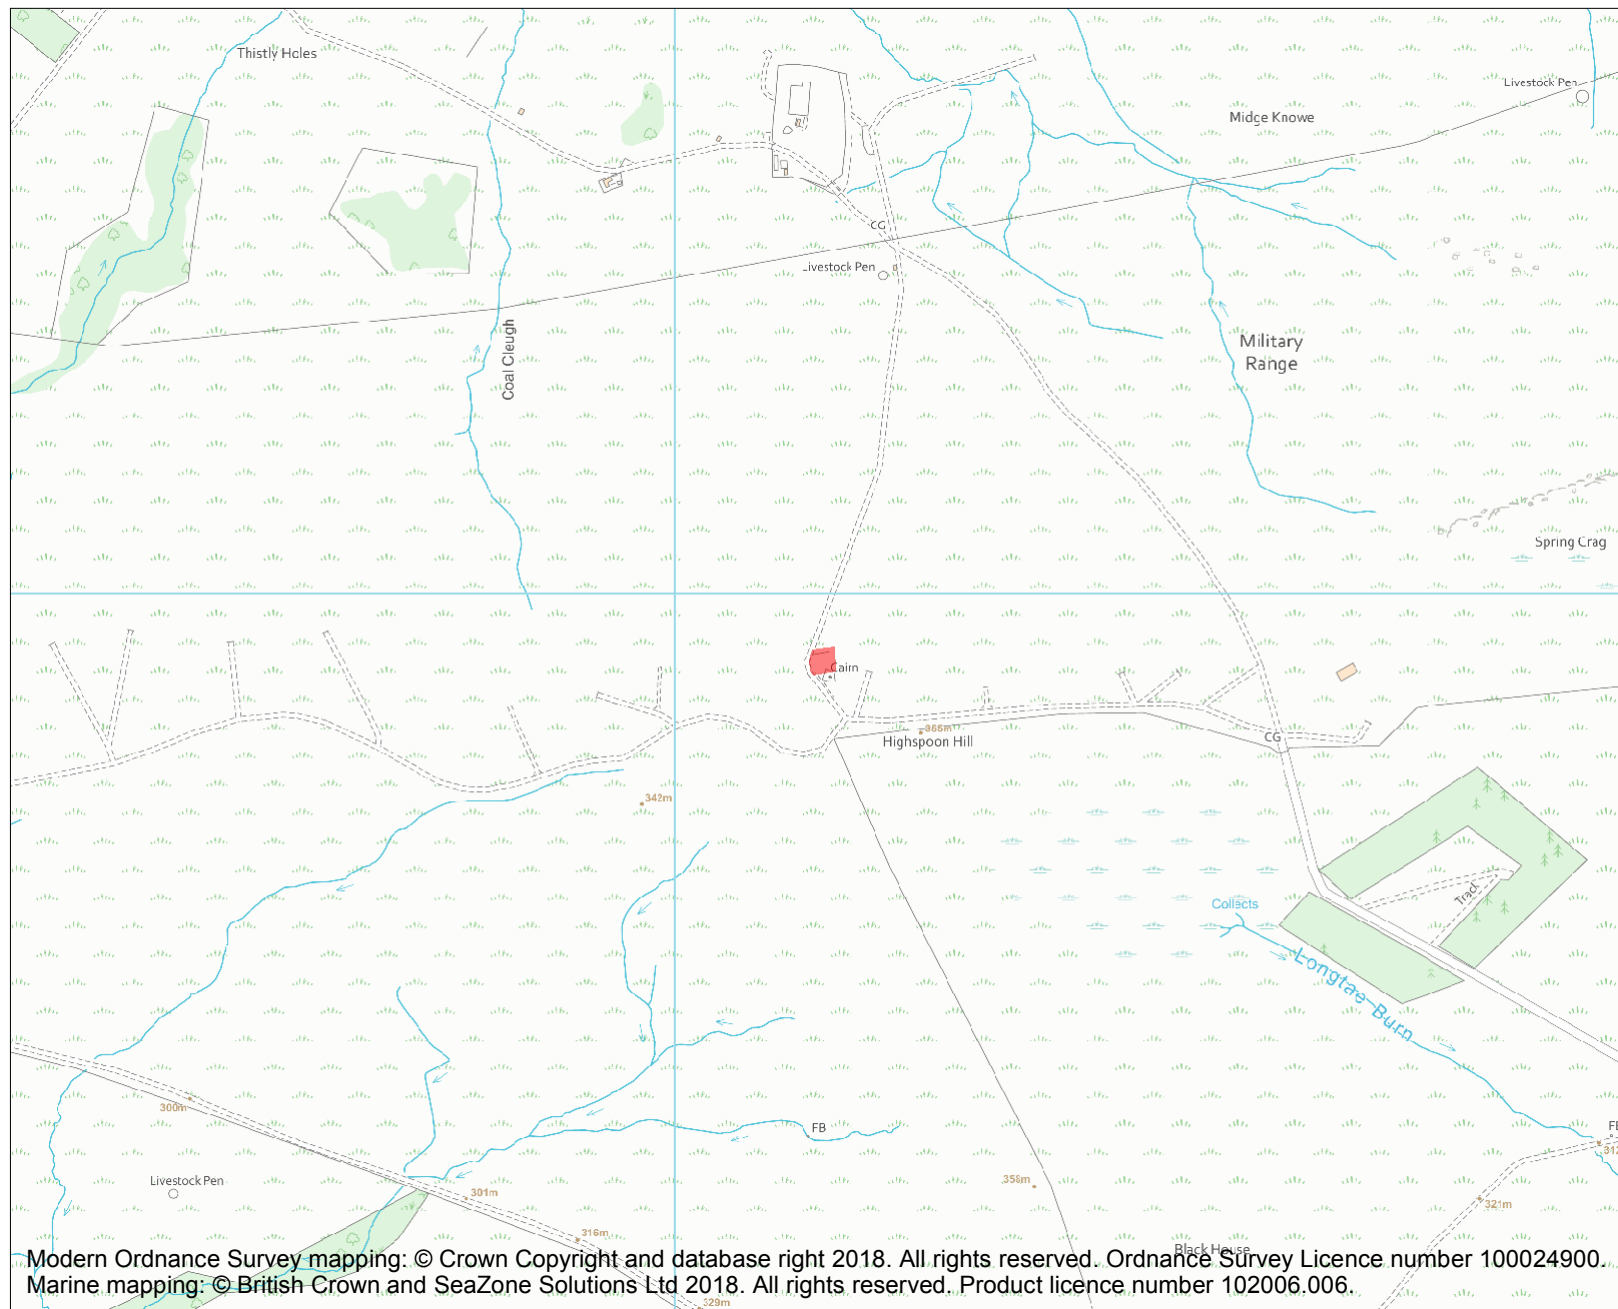 Thistly Holes
Livestock Pen
Midge Knowe
CG
Livestock Pen
Coal Cleugh
Military
Range
Spring Crag
Cairn
Highspoon Hill
CG
342m
Track
Collects
Longtae Burn
300m
FB
Livestock Pen
301m
358m
321m
316m
Black House
Modern Ordnance Survey mapping: © Crown Copyright and database right 2018. All rights reserved. Ordnance Survey Licence number 100024900.
Marine mapping: © British Crown and SeaZone Solutions Ltd 2018. All rights reserved. Product licence number 102006.006.
329m